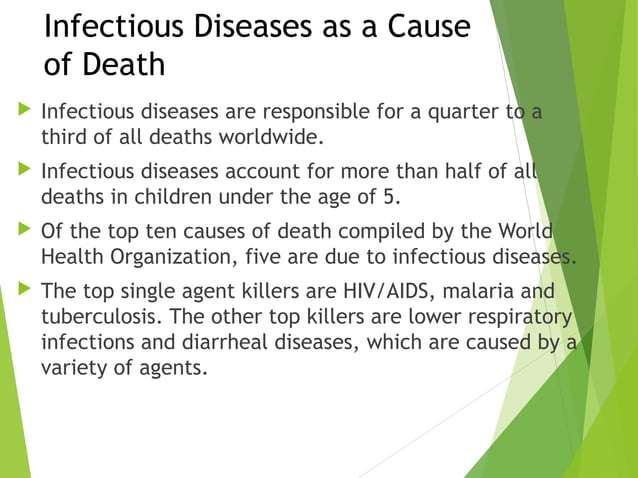 Infectious Diseases as a Cause
of Death
Infectious diseases are responsible for a quarter to a
third of all deaths worldwide.
Infectious diseases account for more than half of all
deaths in children under the age of 5.
Of the top ten causes of death compiled by the World
Health Organization, five are due to infectious diseases.
The top single agent killers are HIV/AIDS, malaria and
tuberculosis. The other top killers are lower respiratory
infections and diarrheal diseases, which are caused by a
variety of agents.